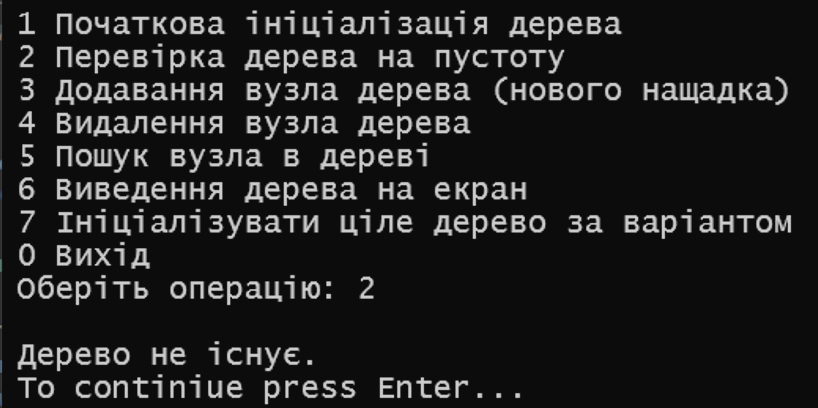 1 Початкова ініціалізація дерева
2 Перевірка дерева на пустоту
3 Додавання вузла дерева (нового нащадка)
4 Видалення вузла дерева
5 Пошук вузла в дереві
6 Виведення дерева на екран
7 Ініціалізувати ціле дерево за варіантом
0 Вихід
Оберіть операцію: 2
Дерево не існує.
To continiue press Enter...